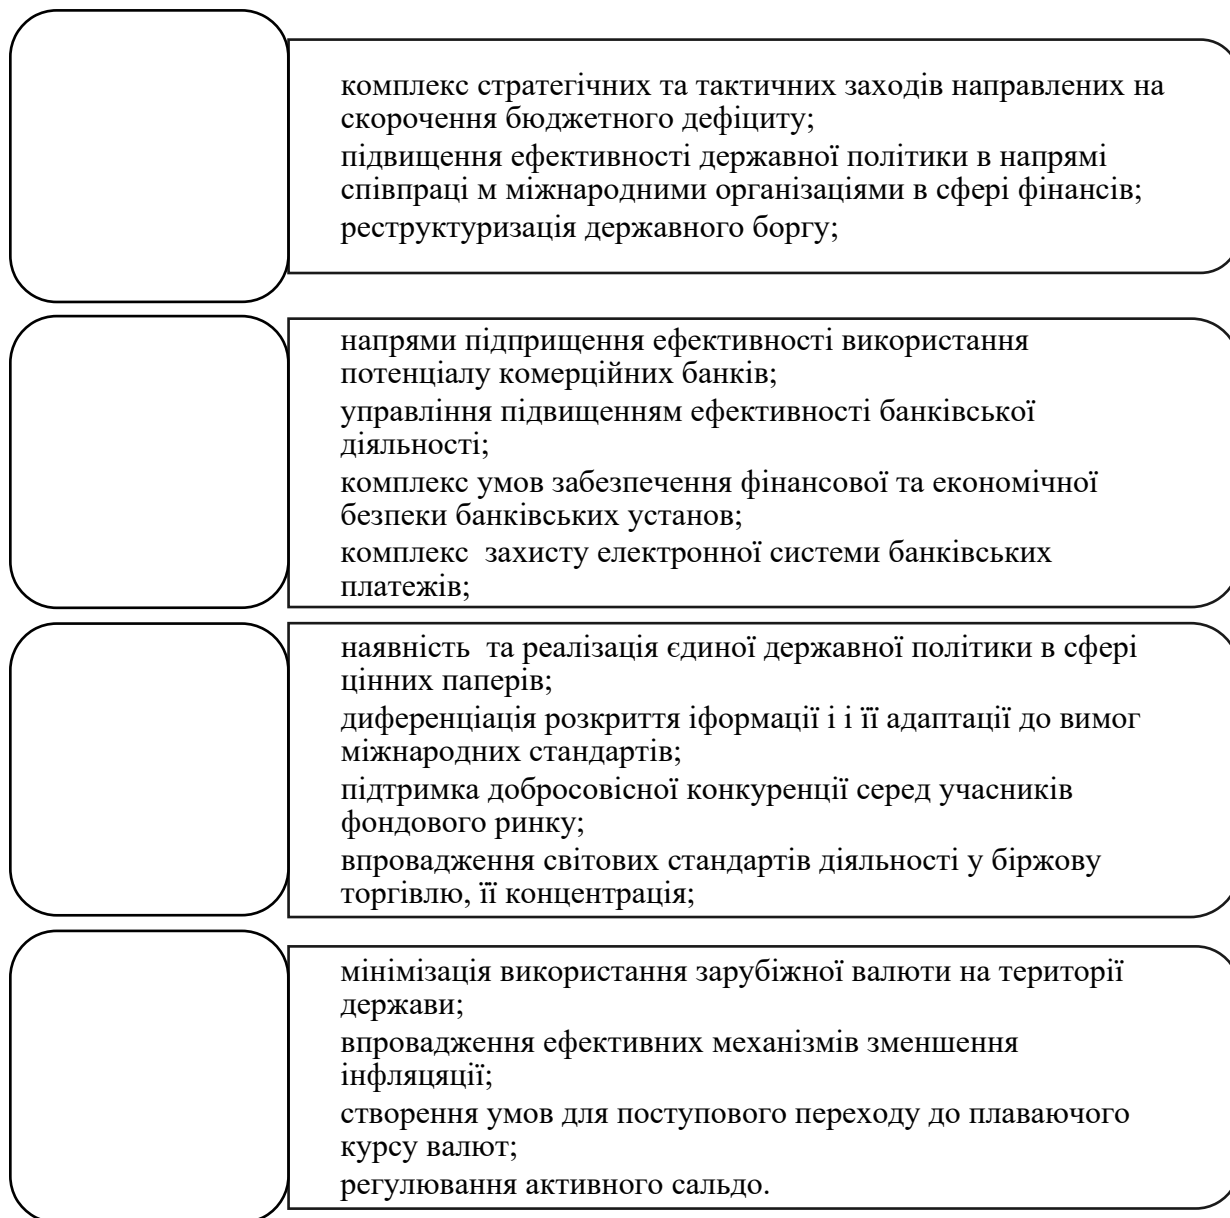 комплекс стратегічних та тактичних заходів направлених на
скорочення бюджетного дефіциту;
підвищення ефективності державної політики в напрямі
співпраці м міжнародними організаціями в сфері фінансів;
реструктуризація державного боргу;
напрями підприщення ефективності використання
потенціалу комерційних банків;
управління підвищенням ефективності банківської
діяльності;
комплекс умов забезпечення фінансової та економічної
безпеки банківських установ;
комплекс  захисту електронної системи банківських
платежів;
наявність  та реалізація єдиної державної політики в сфері
цінних паперів;
диференціація розкриття іформації і і її адаптації до вимог
міжнародних стандартів;
підтримка добросовісної конкуренції серед учасників
фондового ринку;
впровадження світових стандартів діяльності у біржову
торгівлю, її концентрація;
мінімізація використання зарубіжної валюти на території
держави;
впровадження ефективних механізмів зменшення
інфляцяції;
створення умов для поступового переходу до плаваючого
курсу валют;
регулювання активного сальдо.